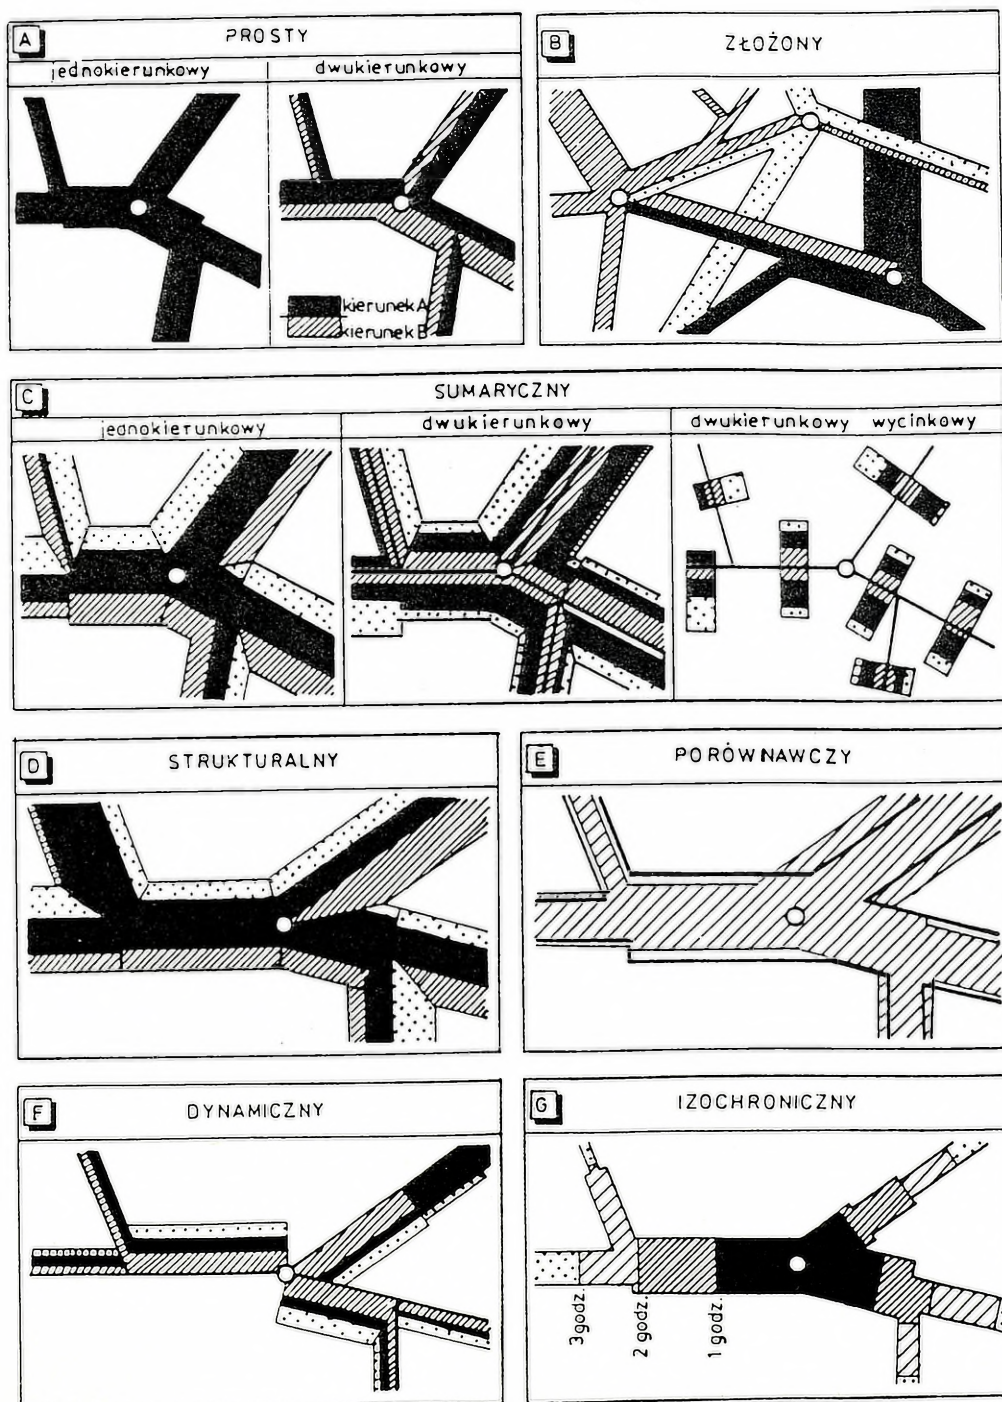 A PROSTY
jednokierunkowy dwukierunkowy
kierunek A
kierunek B
B ZŁOŻONY
C SUMARYCZNY
jednokierunkowy dwukierunkowy dwukierunkowy wycinkowy
D STRUKTURALNY
E PORÓWNAWCZY
F DYNAMICZNY
G IZOCHRONICZNY
3 godz.
2 godz.
1 godz.